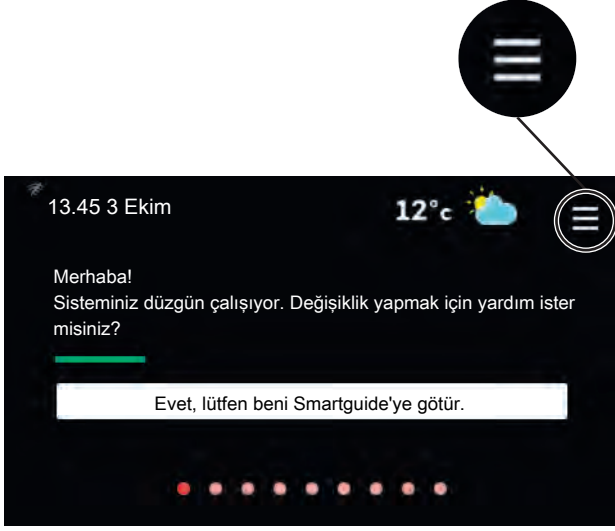 13.45 3 Ekim
12°c
Merhaba!
Sisteminiz düzgün çalışıyor. Değişiklik yapmak için yardım ister
misiniz?
Evet, lütfen beni Smartguide'ye götür.